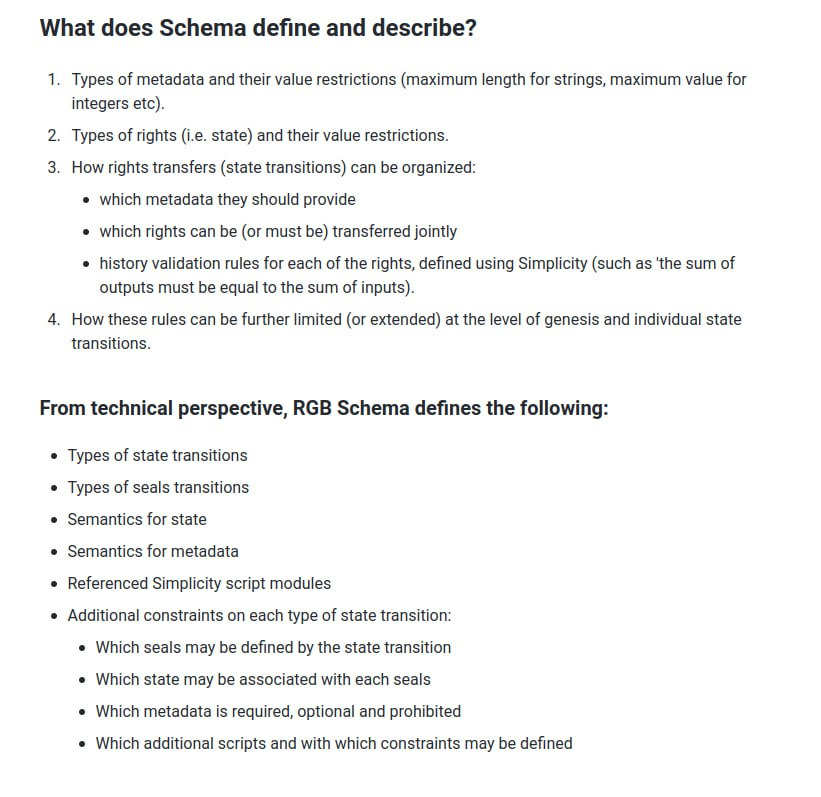 What does Schema define and describe?
1. Types of metadata and their value restrictions (maximum length for strings, maximum value for
integers etc).
2. Types of rights (i.e. state) and their value restrictions.
3. How rights transfers (state transitions) can be organized:
• which metadata they should provide
• which rights can be (or must be) transferred jointly
• history validation rules for each of the rights, defined using Simplicity (such as 'the sum of
outputs must be equal to the sum of inputs).
4. How these rules can be further limited (or extended) at the level of genesis and individual state
transitions.
From technical perspective, RGB Schema defines the following:
• Types of state transitions
• Types of seals transitions
• Semantics for state
• Semantics for metadata
• Referenced Simplicity script modules
• Additional constraints on each type of state transition:
• Which seals may be defined by the state transition
• Which state may be associated with each seals
• Which metadata is required, optional and prohibited
• Which additional scripts and with which constraints may be defined